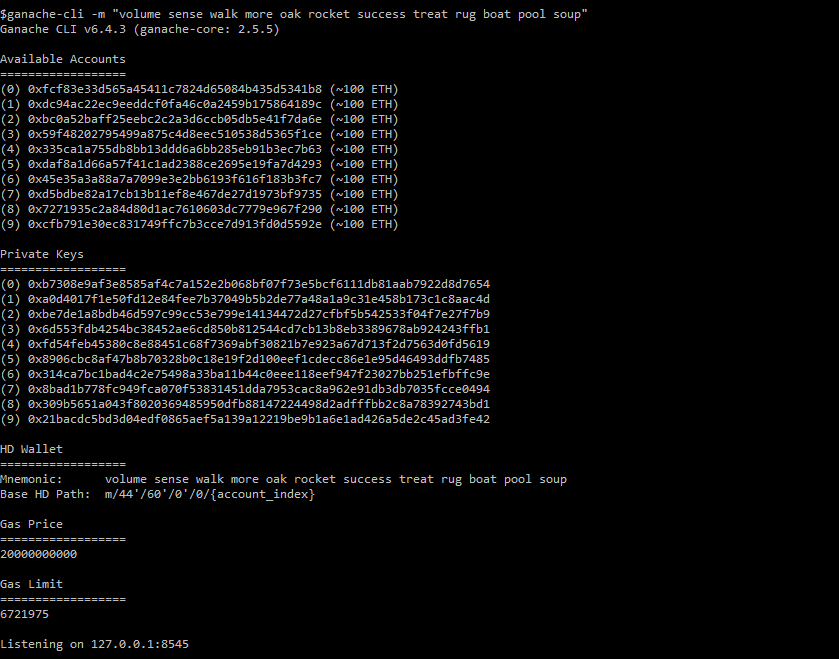 $ganache-cli -m "volume sense walk more oak rocket success treat rug boat pool soup"
Ganache CLI v6.4.3 (ganache-core: 2.5.5)
Available Accounts
==================
(0) 0xfcf83e33d565a45411c7824d65084b435d5341b8 (~100 ETH)
(1) 0xdc94ac22ec9eeddcf0fa46c0a2459b175864189c (~100 ETH)
(2) 0xbc0a52baff25eebc2c2a3d6ccb05db5e41f7da6e (~100 ETH)
(3) 0x59f48202795499a875c4d8eec510538d5365f1ce (~100 ETH)
(4) 0x335ca1a755db8bb13ddd6a6bb285eb91b3ec7b63 (~100 ETH)
(5) 0xdaf8a1d66a57f41c1ad2388ce2695e19fa7d4293 (~100 ETH)
(6) 0x45e35a3a88a7a7099e3e2bb6193f616f183b3fc7 (~100 ETH)
(7) 0xd5bdbe82a17cb13b11ef8e467de27d1973bf9735 (~100 ETH)
(8) 0x7271935c2a84d80d1ac7610603dc7779e967f290 (~100 ETH)
(9) 0xcfb791e30ec831749ffc7b3cce7d913fd0d5592e (~100 ETH)
Private Keys
==================
(0) 0xb7308e9af3e8585af4c7a152e2b068bf07f73e5bcf6111db81aab7922d8d7654
(1) 0xa0d4017f1e50fd12e84fee7b37049b5b2de77a48a1a9c31e458b173c1c8aac4d
(2) 0xbe7de1a8bdb46d597c99cc53e799e14134472d27cfbf5b542533f04f7e27f7b9
(3) 0x6d553fdb4254bc38452ae6cd850b812544cd7cb13b8eb3389678ab924243ffb1
(4) 0xfd54feb45380c8e88451c68f7369abf30821b7e923a67d713f2d7563d0fd5619
(5) 0x8906cbc8af47b8b70328b0c18e19f2d100eef1cdecc86e1e95d46493ddfb7485
(6) 0x314ca7bc1bad4c2e75498a33ba11b44c0eee118eef947f23027bb251efbffc9e
(7) 0x8bad1b778fc949fca070f53831451dda7953cac8a962e91db3db7035fcce0494
(8) 0x309b5651a043f8020369485950dfb88147224498d2adfffbb2c8a78392743bd1
(9) 0x21bacdc5bd3d04edf0865aef5a139a12219be9b1a6e1ad426a5de2c45ad3fe42
HD Wallet
==================
Mnemonic:      volume sense walk more oak rocket success treat rug boat pool soup
Base HD Path:  m/44'/60'/0'/0/{account_index}
Gas Price
==================
20000000000
Gas Limit
==================
6721975
Listening on 127.0.0.1:8545